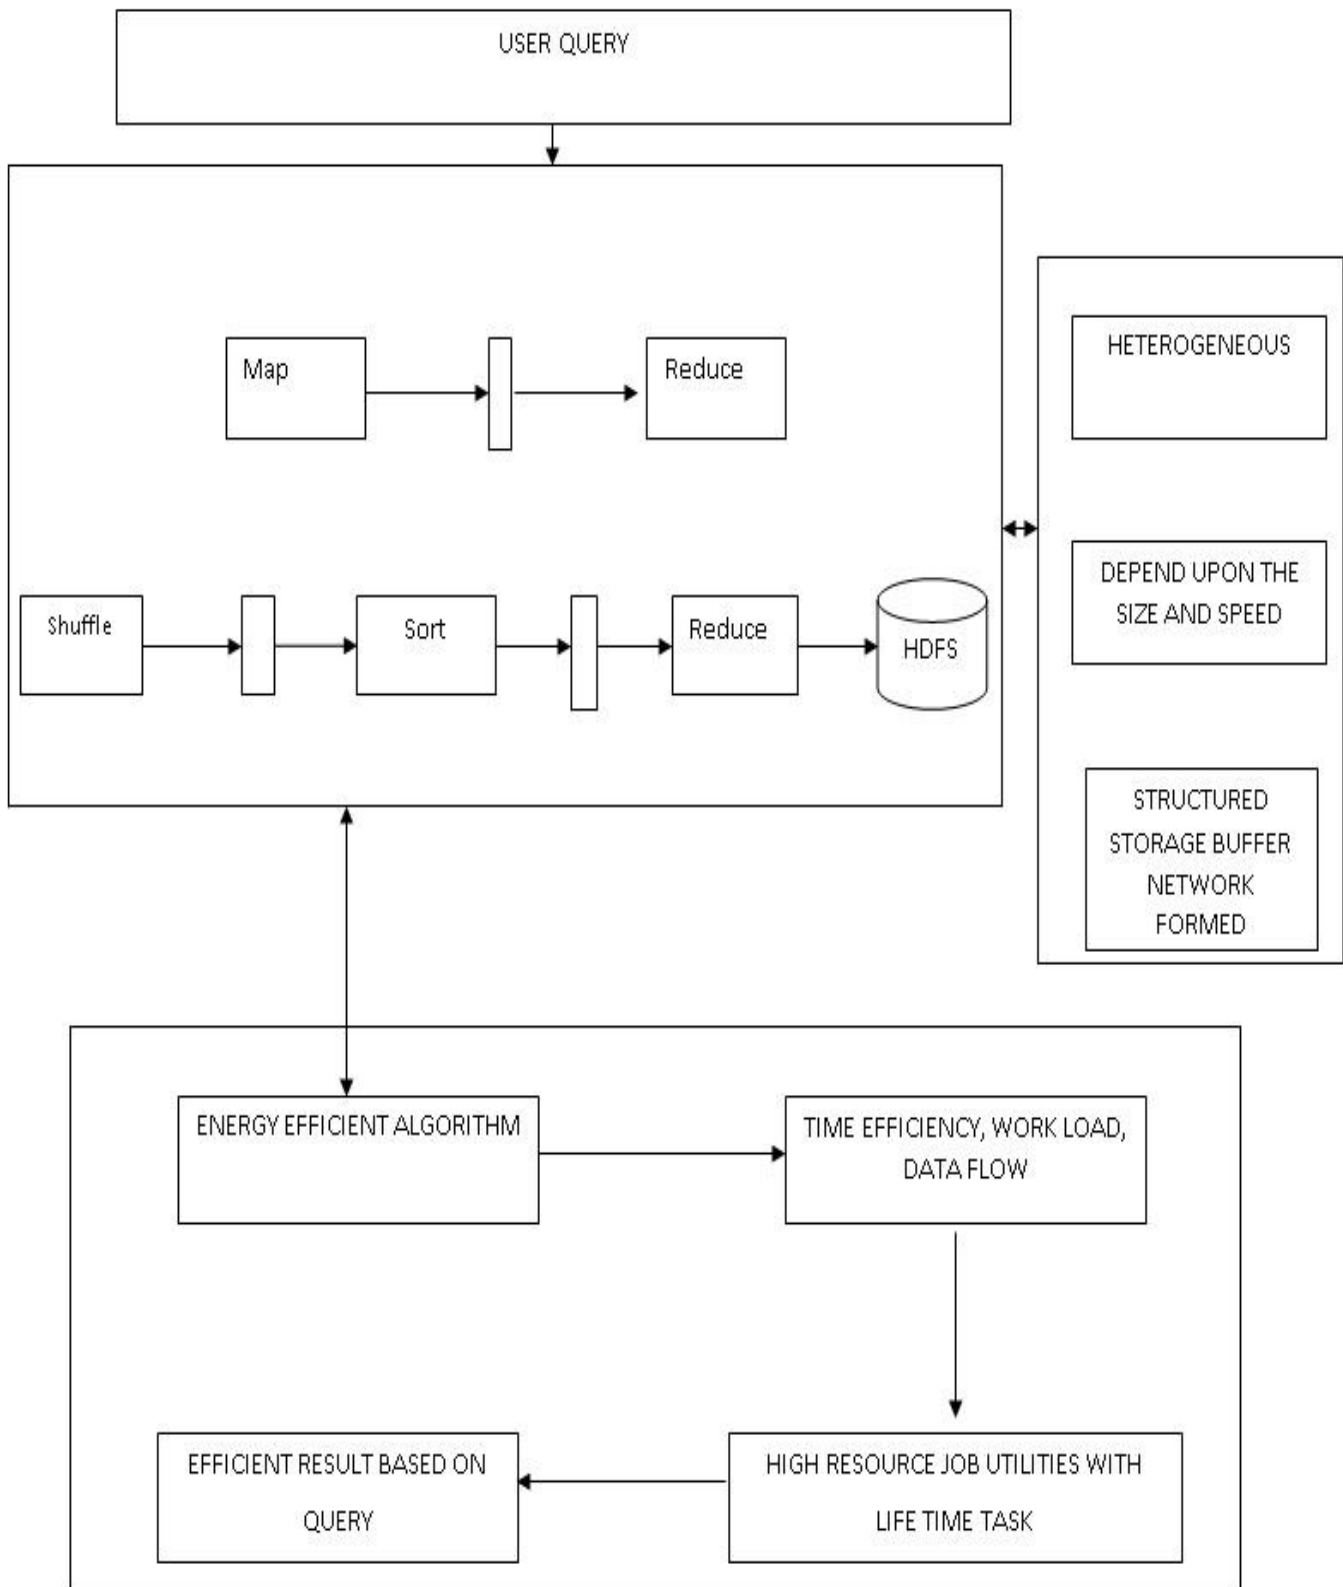 USER QUERY
Map
Reduce
Shuffle
Sort
Reduce
HDFS
HETEROGENEOUS
DEPEND UPON THE
SIZE AND SPEED
STRUCTURED
STORAGE BUFFER
NETWORK
FORMED
ENERGY EFFICIENT ALGORITHM
TIME EFFICIENCY, WORK LOAD,
DATA FLOW
EFFICIENT RESULT BASED ON
QUERY
HIGH RESOURCE JOB UTILITIES WITH
LIFE TIME TASK